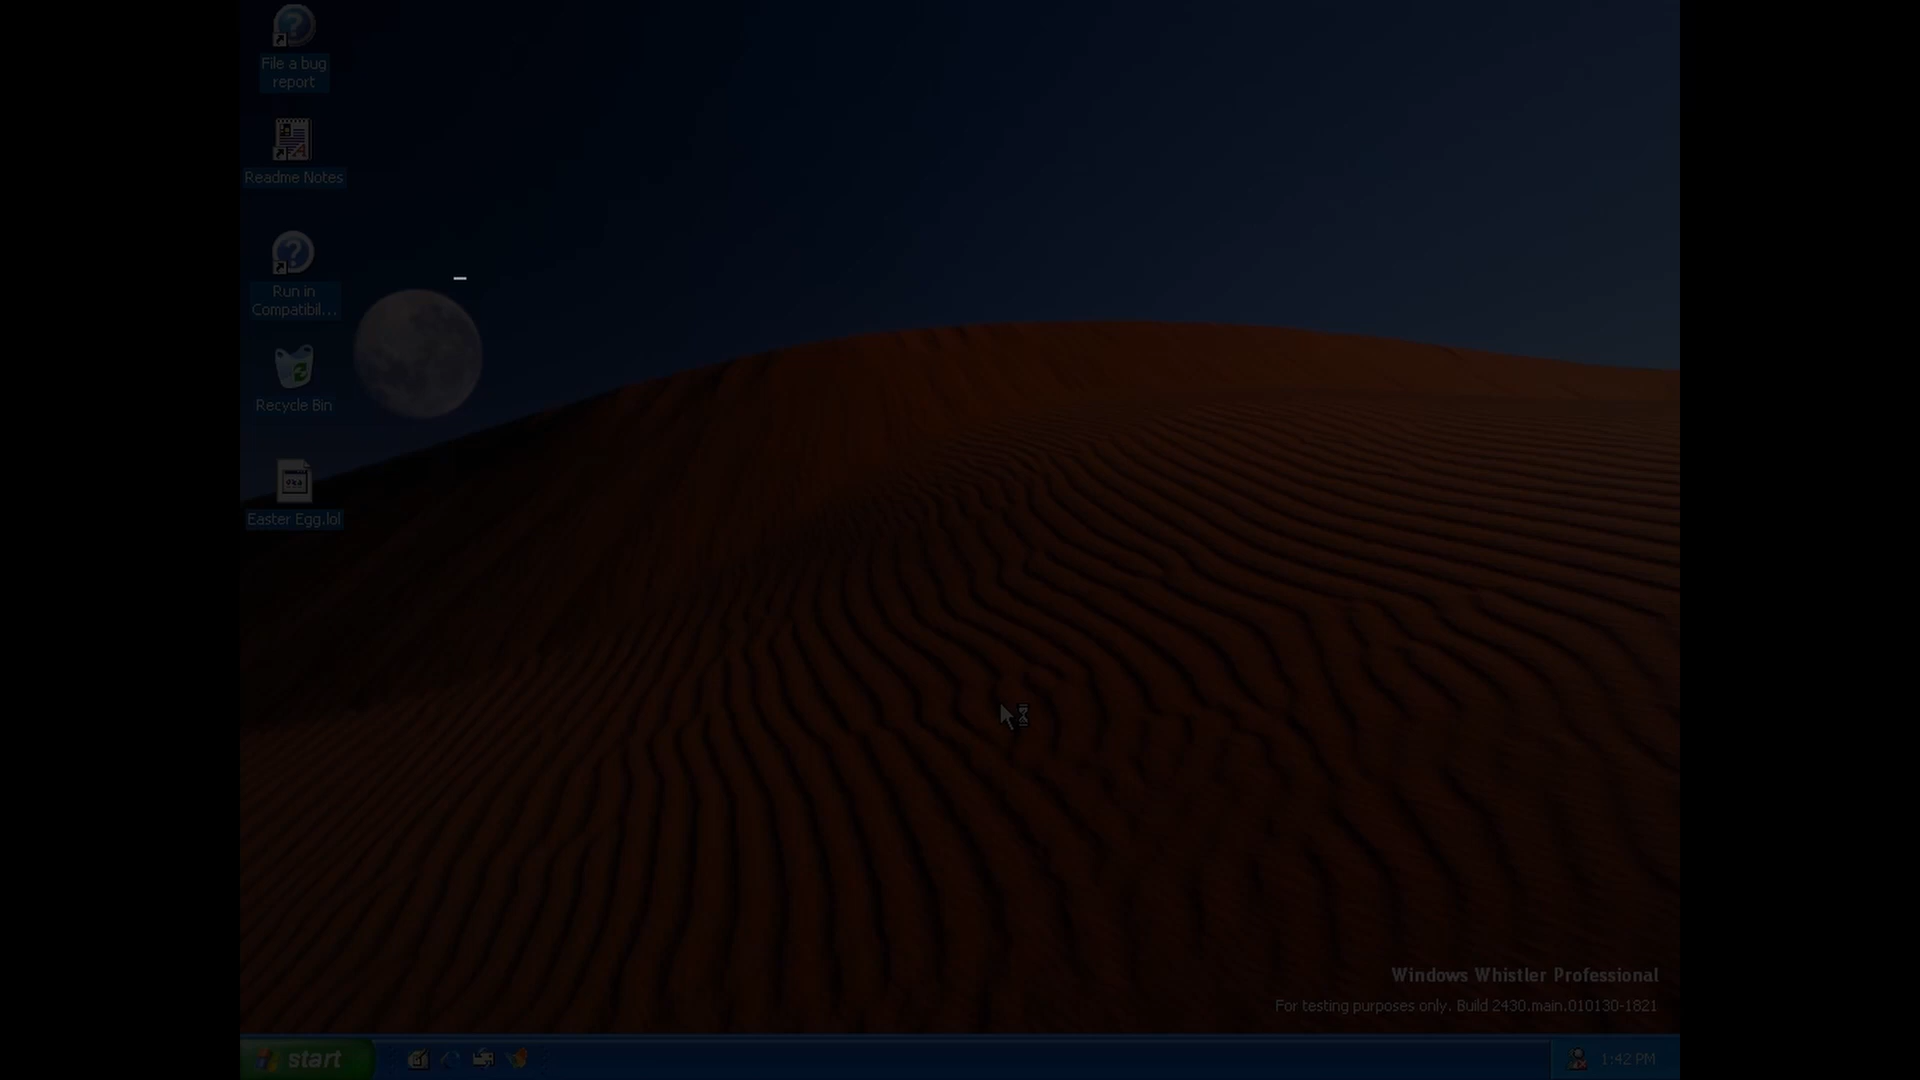 File a bug
report
Readme Notes
Run in
Compatibil...
Recycle Bin
Easter Egg.lol
Windows Whistler Professional
For testing purposes only. Build 2430.main.010130-1821
start
1:42 PM